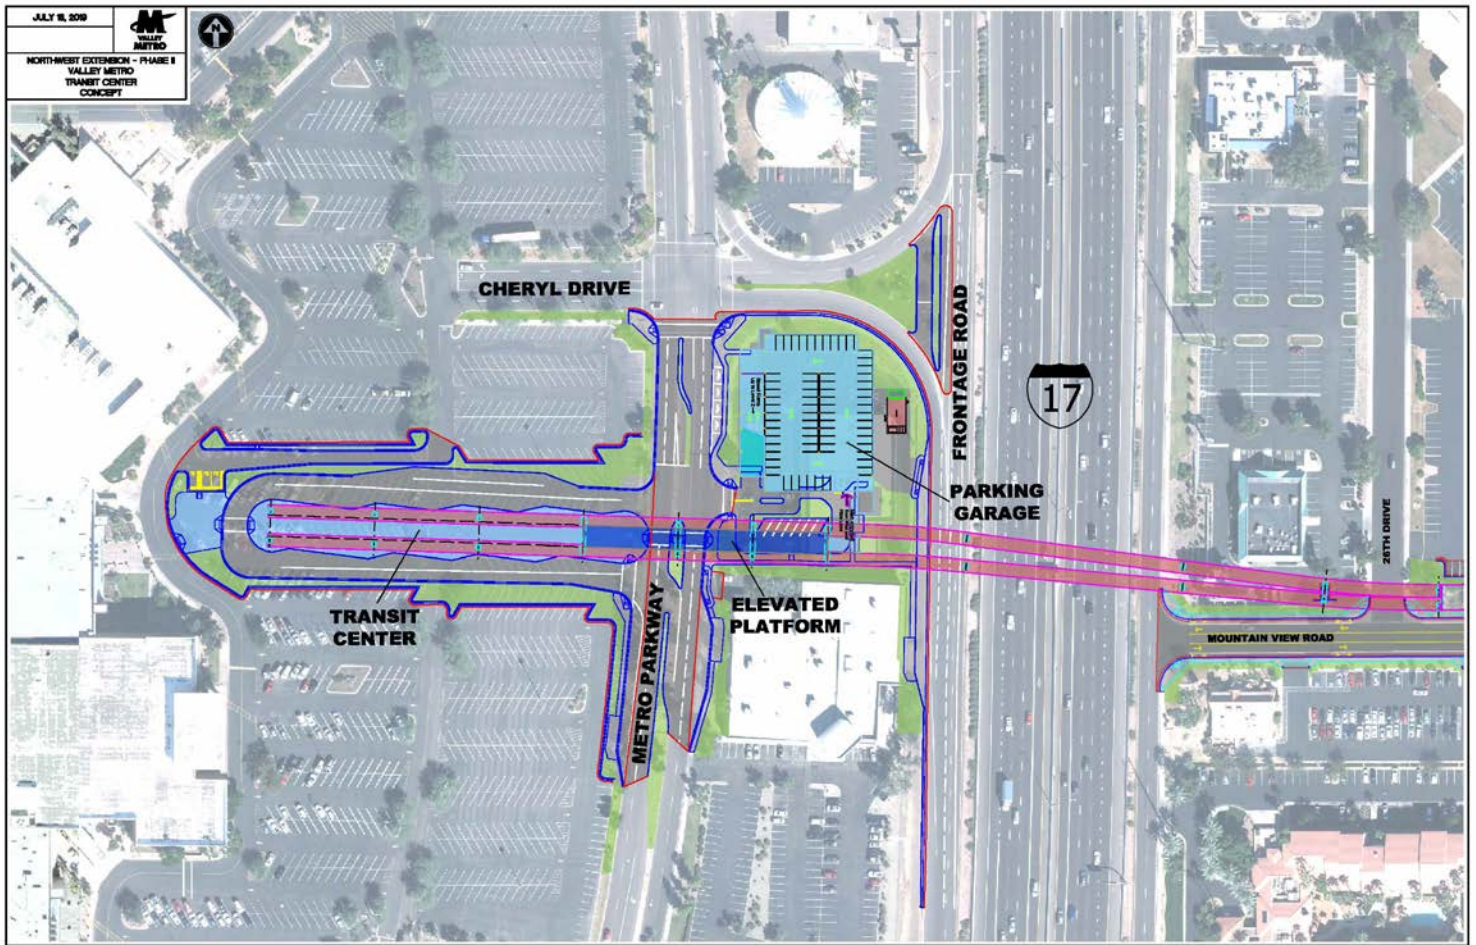 JULY 18, 2019
VALLEY
METRO
N
NORTHWEST EXTENSION - PHASE II
VALLEY METRO
TRANSIT CENTER
CONCEPT
CHERYL DRIVE
FRONTAGE ROAD
17
PARKING
GARAGE
26TH DRIVE
TRANSIT
CENTER
ELEVATED
PLATFORM
METRO PARKWAY
MOUNTAIN VIEW ROAD